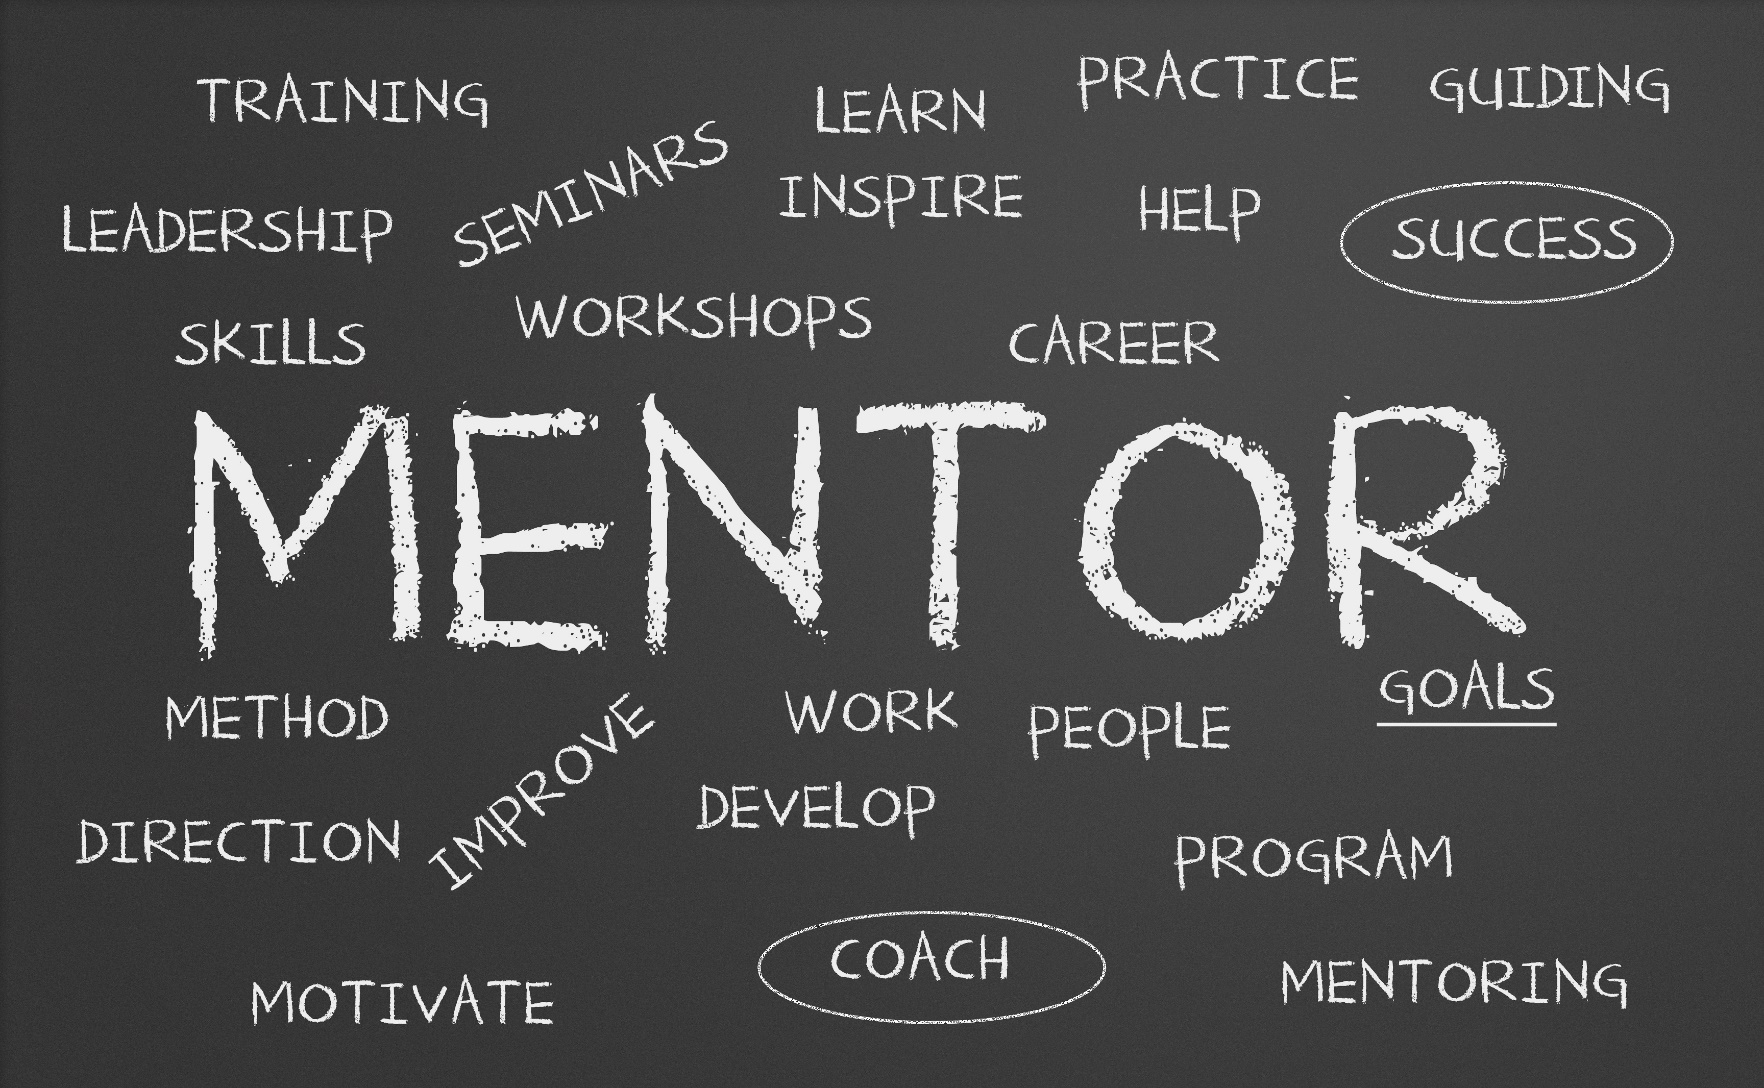 TRAINING
LEARN
PRACTICE
GUIDING
SEMINARS
INSPIRE
HELP
SUCCESS
LEADERSHIP
WORKSHOPS
SKILLS
CAREER
MENTOR
METHOD
IMPROVE
WORK
PEOPLE
GOALS
DEVELOP
DIRECTION
PROGRAM
COACH
MENTORING
MOTIVATE